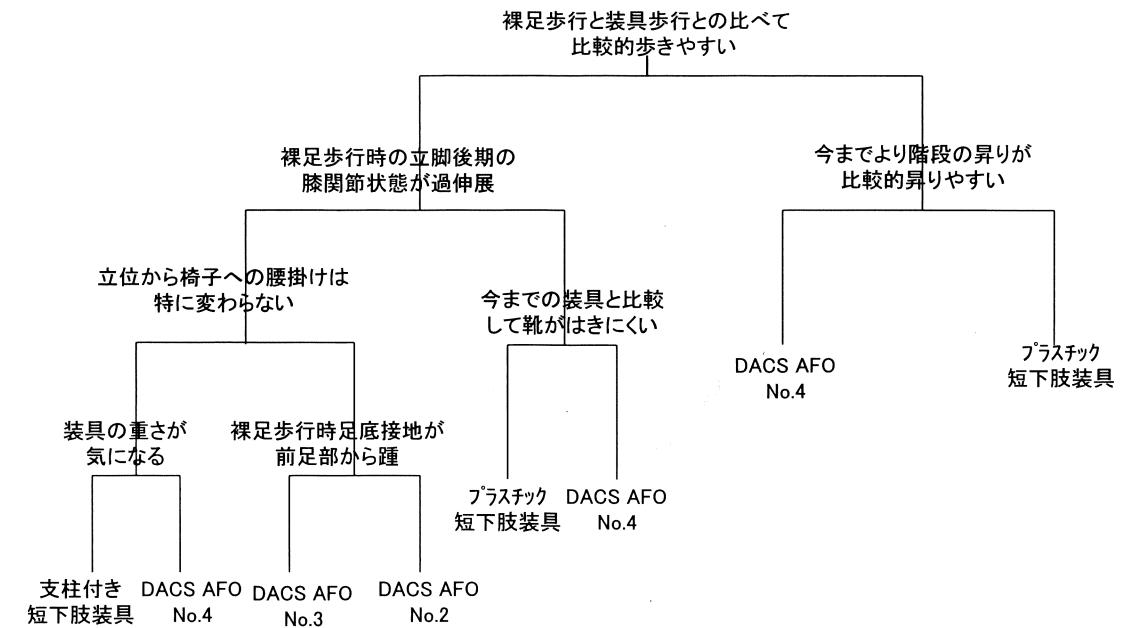 裸足歩行と装具歩行との比べて
比較的歩きやすい
裸足歩行時の立脚後期の
膝関節状態が過伸展
今までより階段の昇りが
比較的昇りやすい
立位から椅子への腰掛けは
特に変わらない
今までの装具と比較
して靴がはきにくい
DACS AFO
No.4
ﾌﾟﾗｽﾁｯｸ
短下肢装具
装具の重さが
気になる
裸足歩行時足底接地が
前足部から踵
ﾌﾟﾗｽﾁｯｸ
短下肢装具
DACS AFO
No.4
支柱付き
短下肢装具
DACS AFO
No.4
DACS AFO
No.3
DACS AFO
No.2